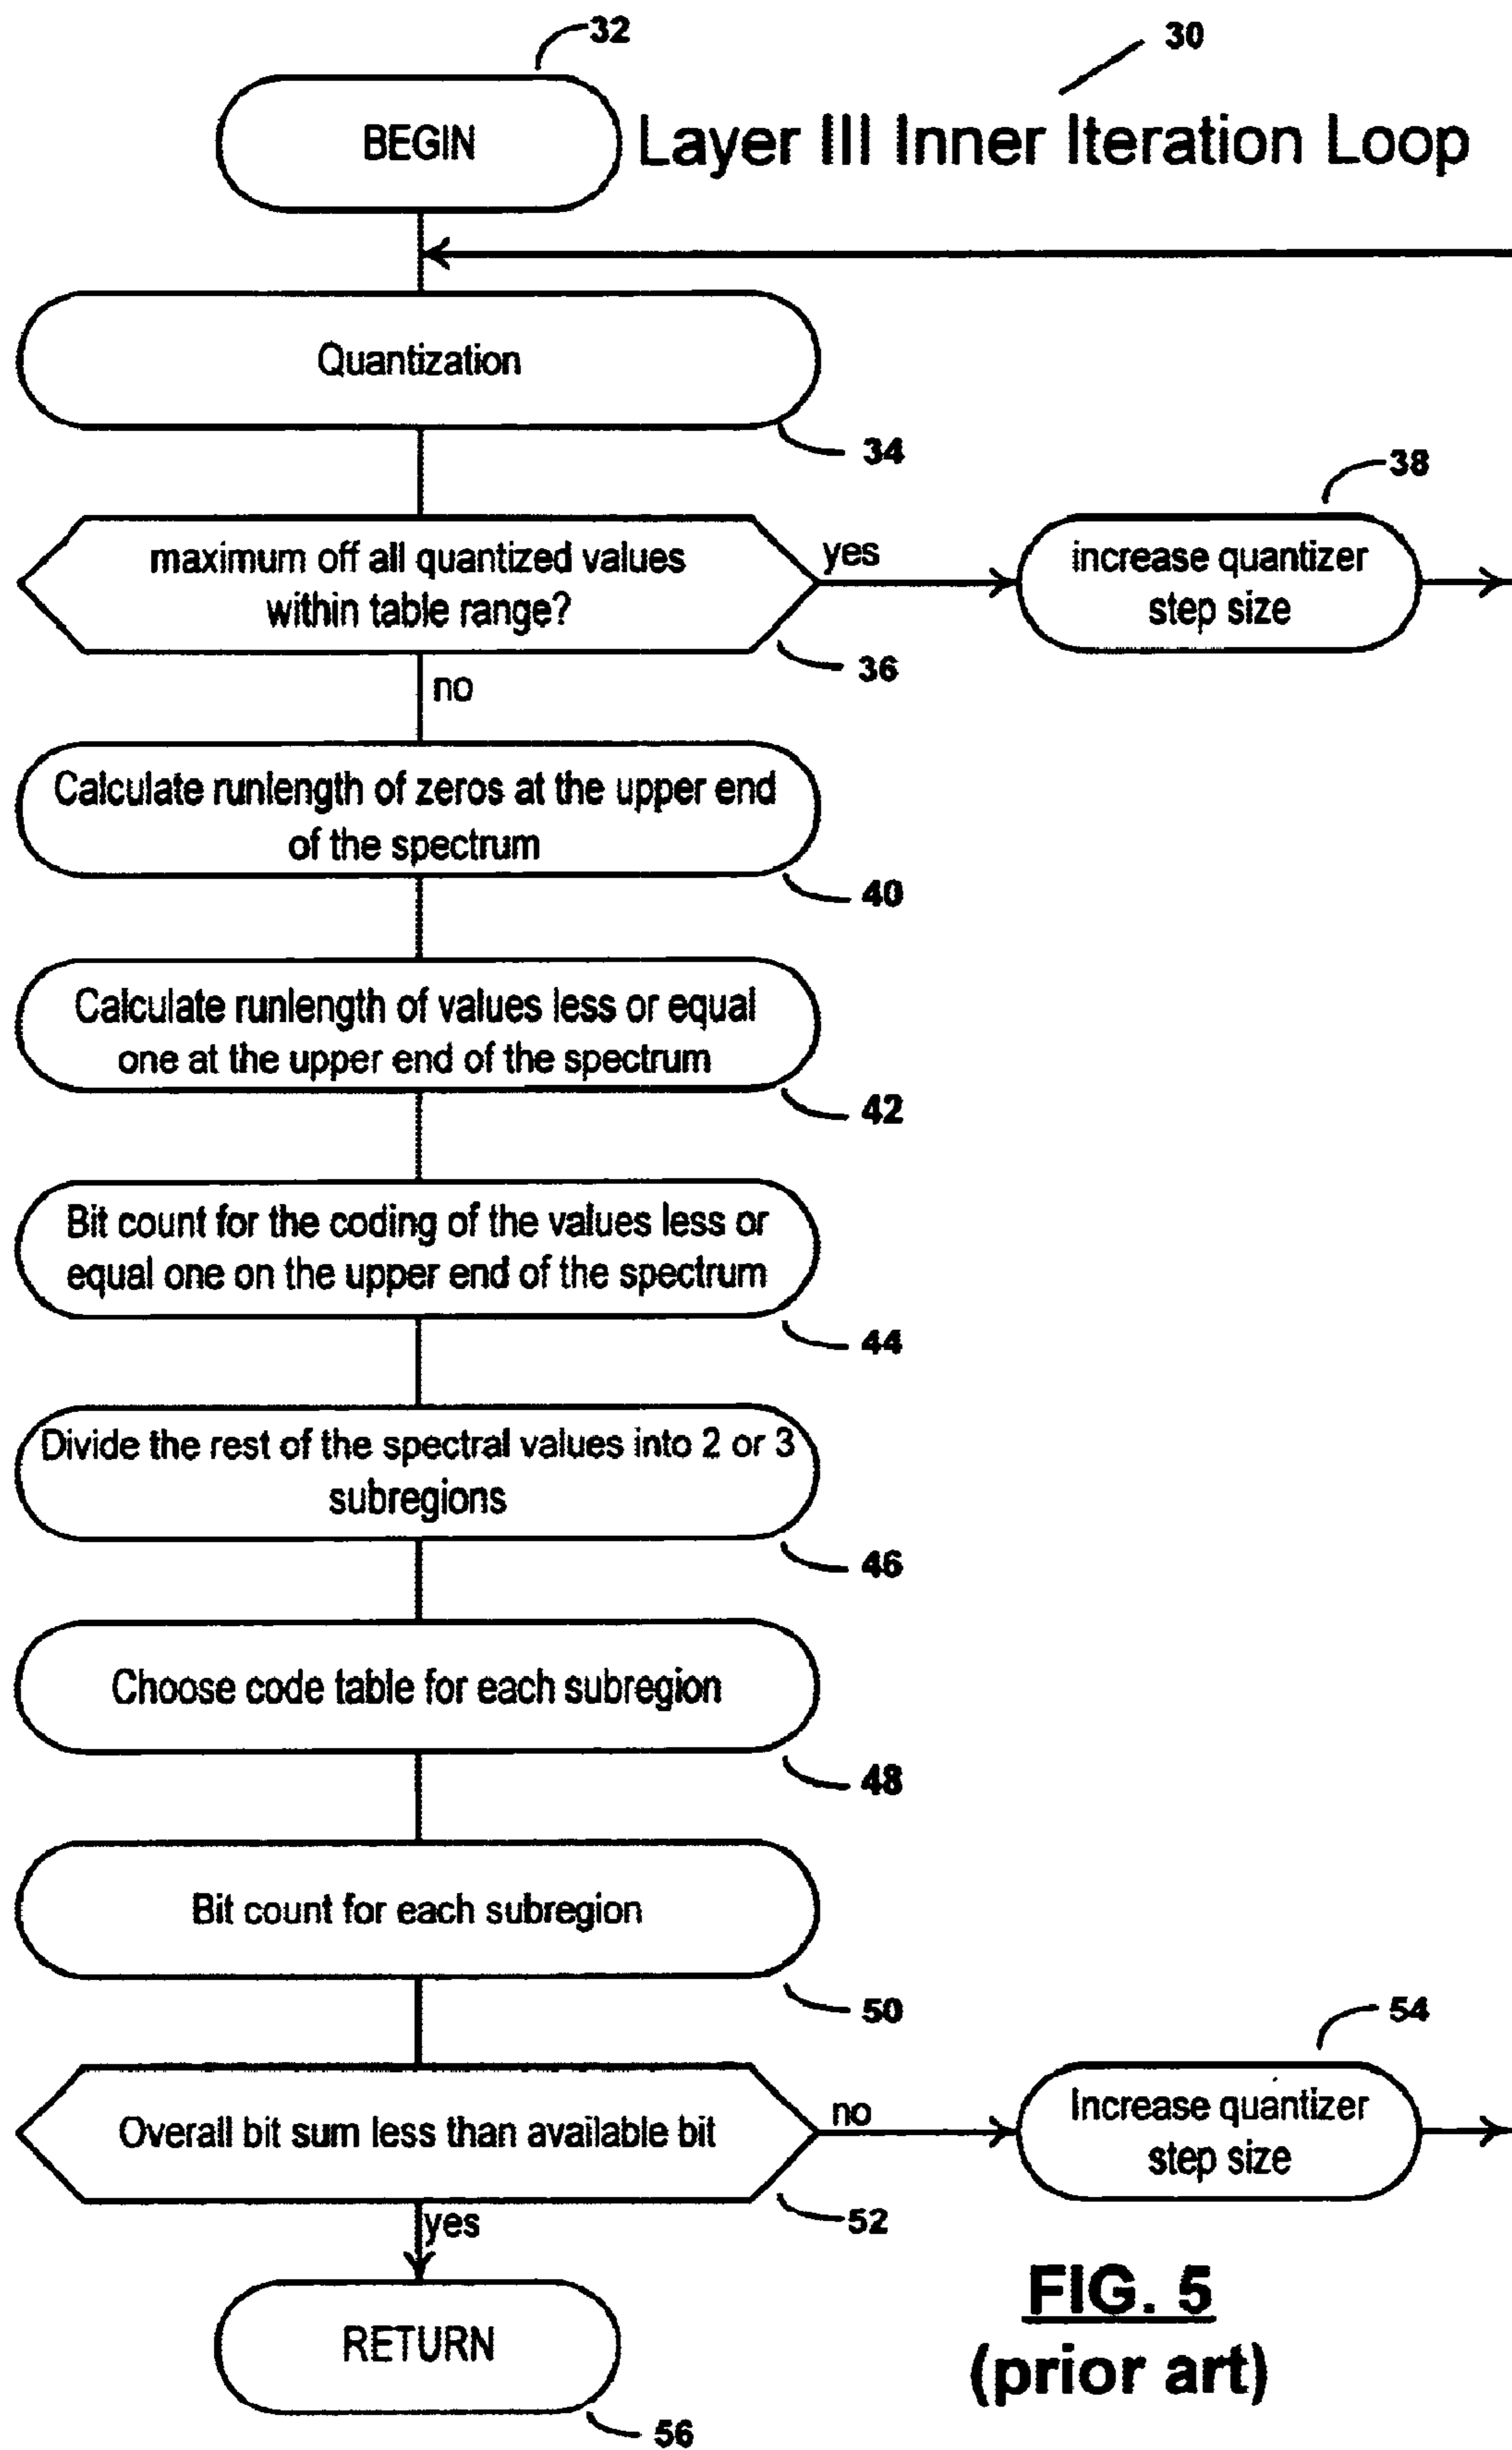 32
30
BEGIN
Layer III Inner Iteration Loop
Quantization
34
38
maximum off all quantized values
within table range?
yes
increase quantizer
step size
36
no
Calculate runlength of zeros at the upper end
of the spectrum
40
Calculate runlength of values less or equal
one at the upper end of the spectrum
42
Bit count for the coding of the values less or
equal one on the upper end of the spectrum
44
Divide the rest of the spectral values into 2 or 3
subregions
46
Choose code table for each subregion
48
Bit count for each subregion
50
54
Overall bit sum less than available bit
no
Increase quantizer
step size
52
yes
RETURN
56
FIG. 5
(prior art)